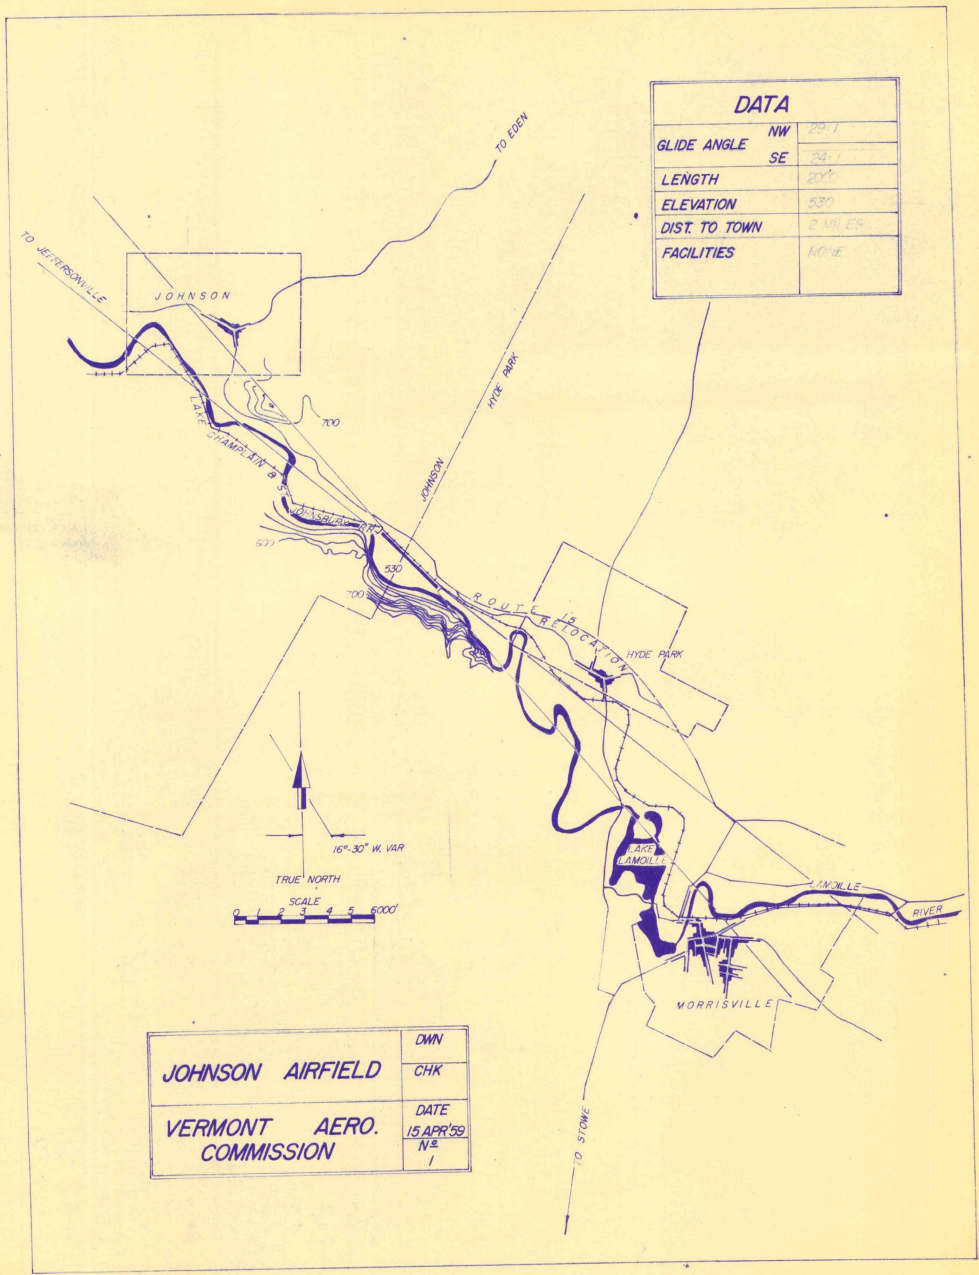 DATA
GLIDE ANGLE NW 29:1
SE 24:1
LENGTH 2000
ELEVATION 530
DIST. TO TOWN 2 MILES
FACILITIES NONE
TO EDEN
TO JEFFERSONVILLE
JOHNSON
HYDE PARK
JOHNSON
700
LAKE CHAMPLAIN & ST. JOHNSBURY RR
600
530
700
ROUTE 15
RELOCATION
HYDE PARK
16°-30" W. VAR
TRUE NORTH
SCALE
0 1 2 3 4 5 6000'
LAKE
LAMOILLE
LAMOILLE
RIVER
MORRISVILLE
TO STOWE
JOHNSON AIRFIELD
VERMONT AERO.
COMMISSION
DWN
CHK
DATE
15 APR'59
Nº
1